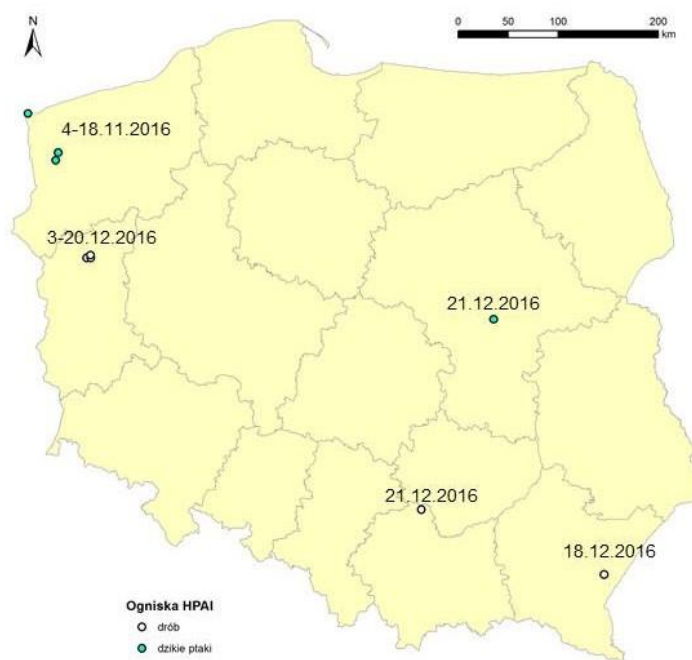 N
0 50 100 200
km
4-18.11.2016
3-20.12.2016
21.12.2016
21.12.2016
18.12.2016
Ogniska HPAI
drób
dzikie ptaki